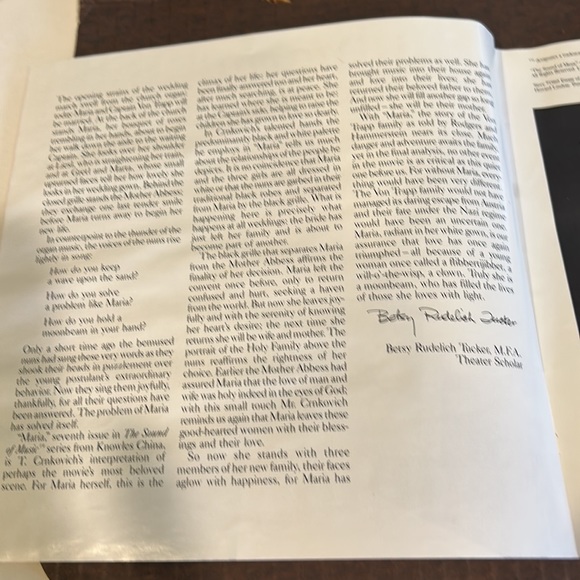 The opening strains of the wedding
march swell from the church organ:
today Maria and Captain Von Trapp will
be married. At the back of the church
stands Maria, her bouquet of roses
trembling in her hands, about to begin
her walk down the aisle to the waiting
Captain. She looks over her shoulder
at Liesl, who is straightening her train,
and at Gretl and Marta, whose small
upturned faces tell her how lovely she
looks in her wedding gown. Behind the
closed grille stands the Mother Abbess;
they exchange one last tender smile
before Maria turns away to begin her
new life.
In counterpoint to the thunder of the
organ music, the voices of the nuns rise
lightly in song:
How do you keep
a wave upon the sand?
How do you solve
a problem like Maria?
How do you hold a
moonbeam in your hand?
Only a short time ago the bemused
nuns had sung these very words as they
shook their heads in puzzlement over
the young postulant's extraordinary
behavior. Now they sing them joyfully,
thankfully, for all their questions have
been answered. The problem of Maria
has solved itself.
"Maria," seventh issue in The Sound
of Music™ series from Knowles China,
is T. Crnkovich's interpretation of
perhaps the movie's most beloved
scene. For Maria herself, this is the
climax of her life: her questions have
been finally answered and her heart,
after much searching, is at peace. She
has learned where she is meant to be:
at the Captain's side, helping to raise the
children she has grown to love so dearly.
In Crnkovich's talented hands the
predominantly black and white palette
he employs in "Maria" tells us much
about the relationships of the people he
depicts. It is no coincidence that Maria
and the three girls are all dressed in
white or that the nuns are garbed in their
traditional black robes and separated
from Maria by the black grille. What is
happening here is precisely what
happens at all weddings: the bride has
just left her family and is about to
become part of another.
The black grille that separates Maria
from the Mother Abbess affirms the
finality of her decision. Maria left the
convent once before, only to return
confused and hurt, seeking a haven
from the world. But now she leaves joy-
fully and with the serenity of knowing
her heart's desire; the next time she
returns she will be wife and mother. The
portrait of the Holy Family above the
nuns reaffirms the rightness of her
choice. Earlier the Mother Abbess had
assured Maria that the love of man and
wife was holy indeed in the eyes of God;
with this small touch Mr. Crnkovich
reminds us again that Maria leaves these
good-hearted women with their bless-
ings and their love.
So now she stands with three
members of her new family, their faces
aglow with happiness, for Maria has
solved their problems as well. She has
brought music into their house again
and love into their lives; she has
returned their beloved father to them.
And now she will assuage ages so long
unfilled – she will be their mother.
With "Maria," the story of the Von
Trapp family as told by Rodgers and
Hammerstein nears its close. Much
danger and adventure awaits the family,
yet in the final analysis, no other event
in the movie is as critical as this the
one before us. For without Maria, every-
thing would have been very different.
The Von Trapp family would not have
managed its daring escape from Austria
and their fate under the Nazi regime
would have been an uncertain one.
Maria, radiant in her white gown, is our
assurance that love has once again
triumphed – all because of a young
woman once called a flibbertijibbet, a
will-o'-the-wisp, a clown. Truly she is
a moonbeam, who has filled the lives
of those she loves with light.
Betsy Rudelich Tucker
Betsy Rudelich Tucker, M.F.A.
Theater Scholar